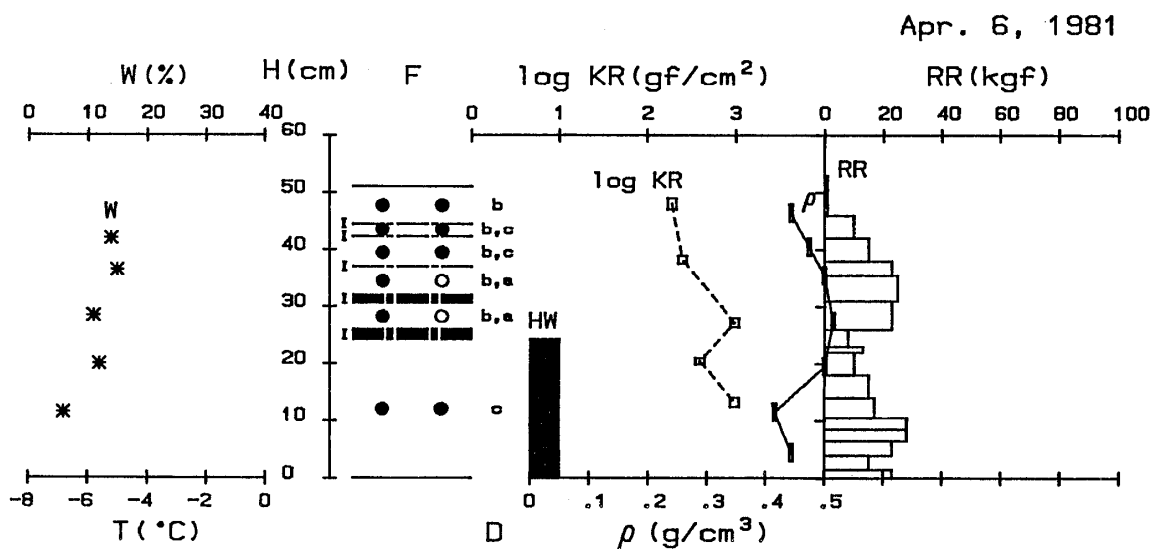 Apr. 6, 1981
W(%) H(cm) F log KR(gf/cm²) RR(kgf)
0 10 20 30 40 0 1 2 3 0 20 40 60 80 100
60
RR
log KR
50 ρ
W b
I b,c
I
40 b,c
I
b,a
I
30 b,a HW
I
20
10 c
0
-8 -6 -4 -2 0 0 .1 .2 .3 .4 .5
T(°C) D ρ (g/cm³)